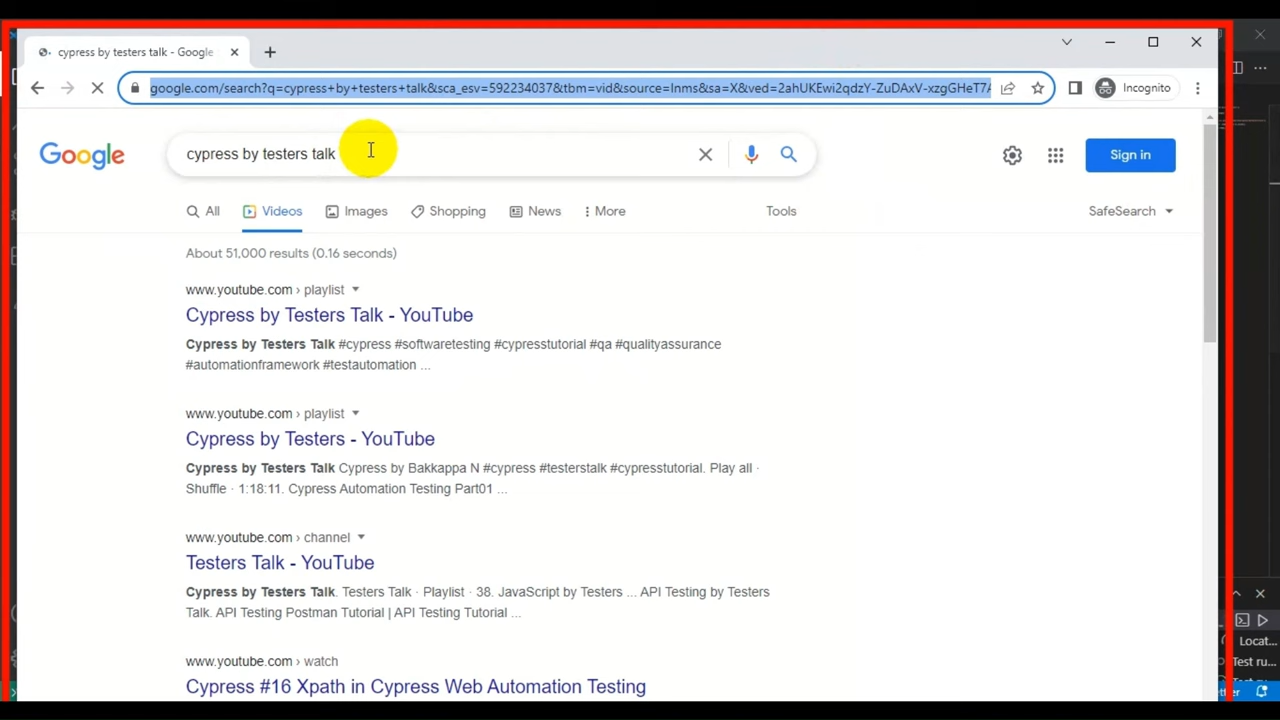 cypress by testers talk - Google
google.com/search?q=cypress+by+testers+talk&sca_esv=592234037&tbm=vid&source=lnms&sa=X&ved=2ahUKEwi2qdzY-ZuDAxV-xzgGHeT7A
Incognito
Google
cypress by testers talk
Sign in
All
Videos
Images
Shopping
News
More
Tools
SafeSearch
About 51,000 results (0.16 seconds)
www.youtube.com › playlist
Cypress by Testers Talk - YouTube
Cypress by Testers Talk #cypress #softwaretesting #cypresstutorial #qa #qualityassurance
#automationframework #testautomation ...
www.youtube.com › playlist
Cypress by Testers - YouTube
Cypress by Testers Talk Cypress by Bakkappa N #cypress #testerstalk #cypresstutorial. Play all ·
Shuffle · 1:18:11. Cypress Automation Testing Part01 ...
www.youtube.com › channel
Testers Talk - YouTube
Cypress by Testers Talk. Testers Talk · Playlist · 38. JavaScript by Testers ... API Testing by Testers
Talk. API Testing Postman Tutorial | API Testing Tutorial ...
www.youtube.com › watch
Cypress #16 Xpath in Cypress Web Automation Testing
Locat...
Test ru...